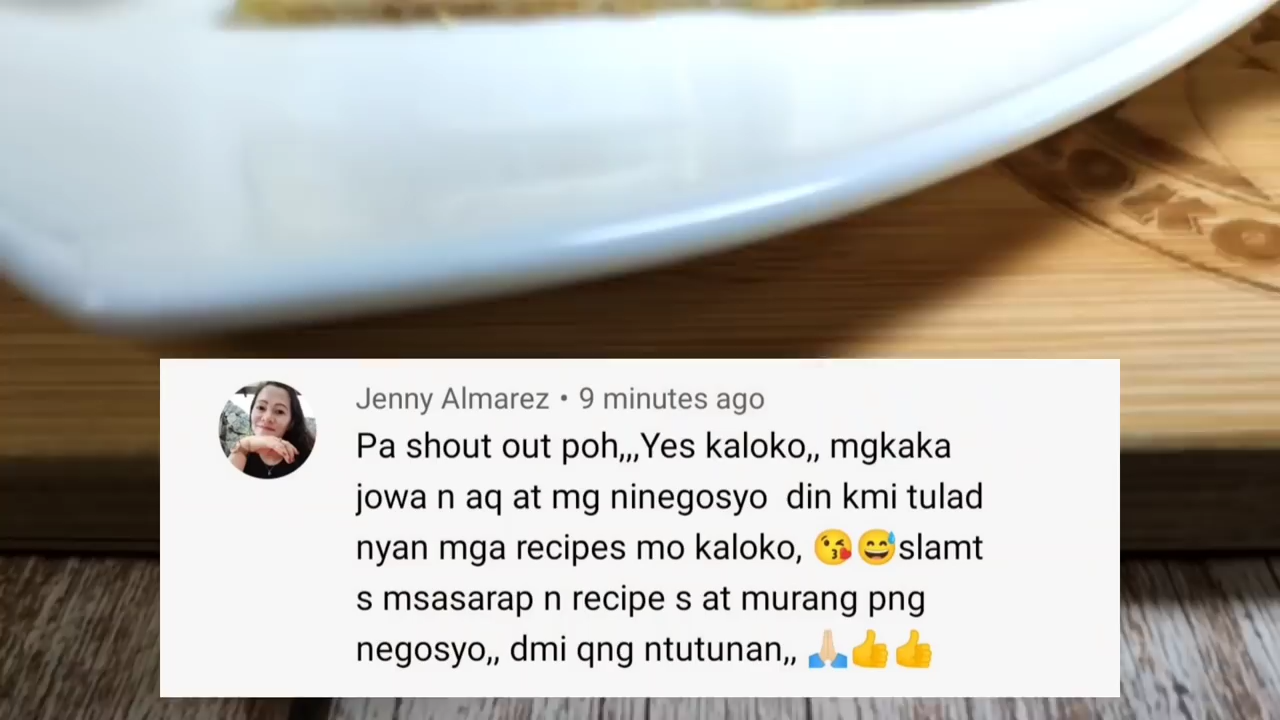 Jenny Almarez • 9 minutes ago
Pa shout out poh,,,Yes kaloko,, mgkaka
jowa n aq at mg ninegosyo  din kmi tulad
nyan mga recipes mo kaloko, 😘😅slamt
s msasarap n recipe s at murang png
negosyo,, dmi qng ntutunan,, 🙏🏼👍👍